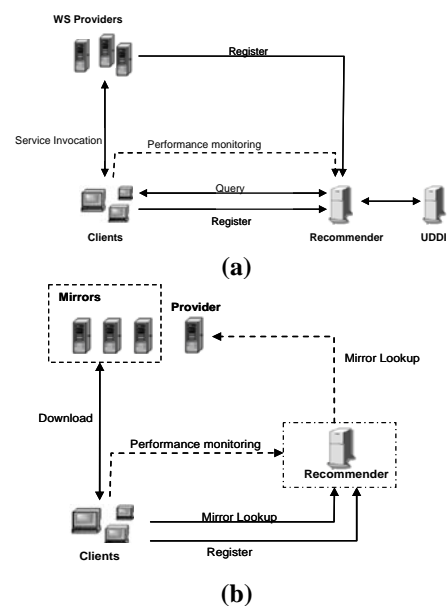 WS Providers
Register
Service Invocation
Performance monitoring
Query
Register
Clients
Recommender
UDDI
(a)
Mirrors
Provider
Mirror Lookup
Download
Performance monitoring
Recommender
Mirror Lookup
Register
Clients
(b)